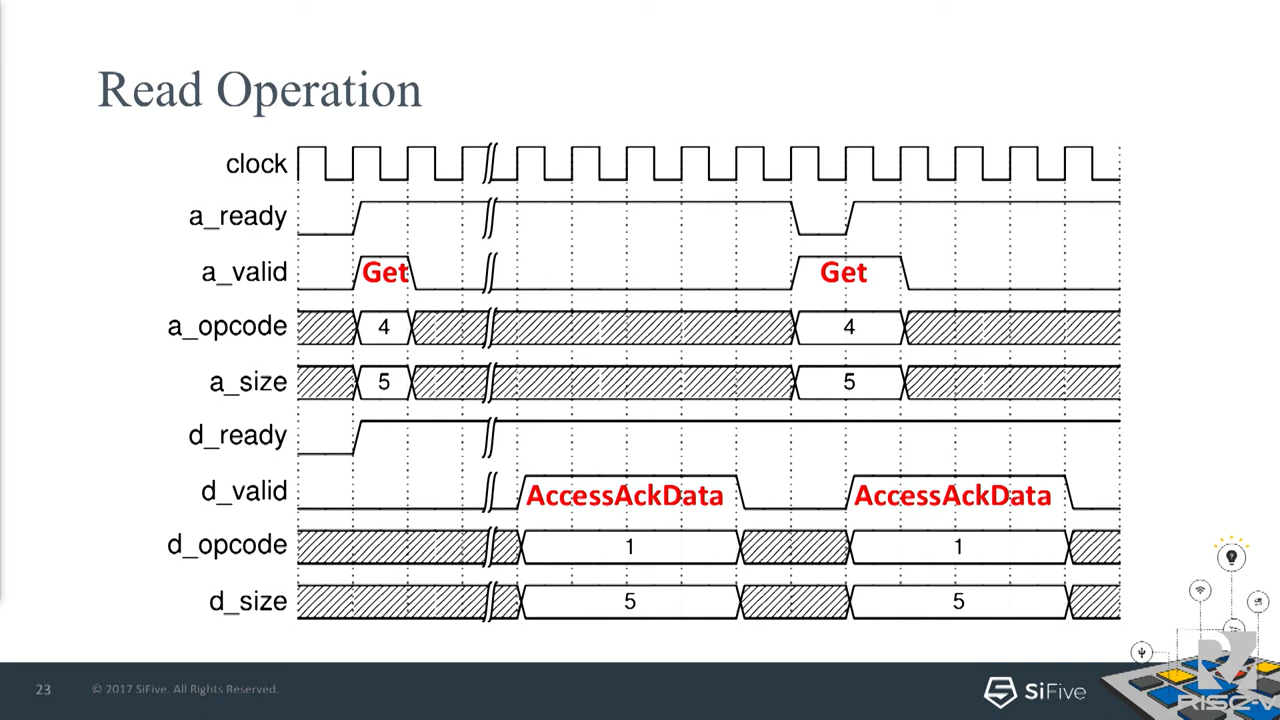 Read Operation
clock
a_ready
a_valid Get Get
a_opcode 4 4
a_size 5 5
d_ready
d_valid AccessAckData AccessAckData
d_opcode 1 1
d_size 5 5
23 © 2017 SiFive. All Rights Reserved. SiFive
RISC-V